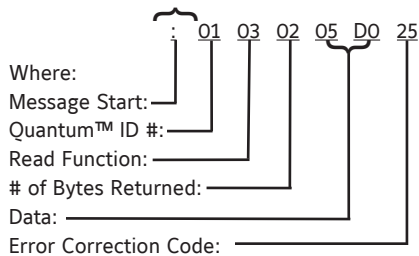 : 01 03 02 05 D0 25
Where:
Message Start:
Quantum™ ID #:
Read Function:
# of Bytes Returned:
Data:
Error Correction Code: